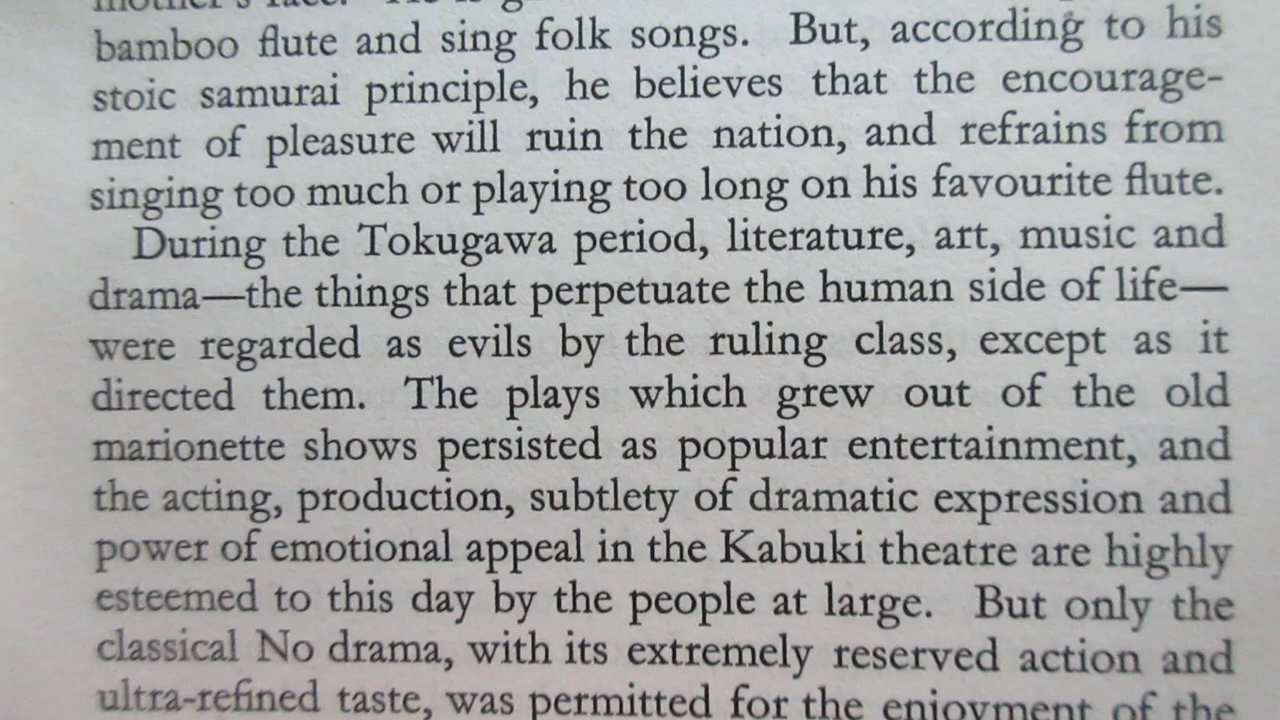 bamboo flute and sing folk songs. But, according to his
stoic samurai principle, he believes that the encourage-
ment of pleasure will ruin the nation, and refrains from
singing too much or playing too long on his favourite flute.
During the Tokugawa period, literature, art, music and
drama—the things that perpetuate the human side of life—
were regarded as evils by the ruling class, except as it
directed them. The plays which grew out of the old
marionette shows persisted as popular entertainment, and
the acting, production, subtlety of dramatic expression and
power of emotional appeal in the Kabuki theatre are highly
esteemed to this day by the people at large. But only the
classical No drama, with its extremely reserved action and
ultra-refined taste, was permitted for the enjoyment of the